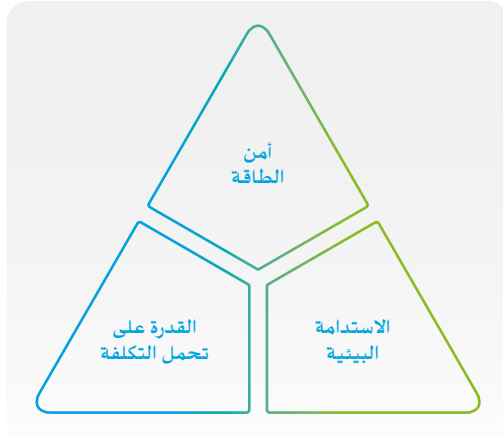 أمن
الطاقة
الاستدامة
البيئية
القدرة على
تحمل التكلفة